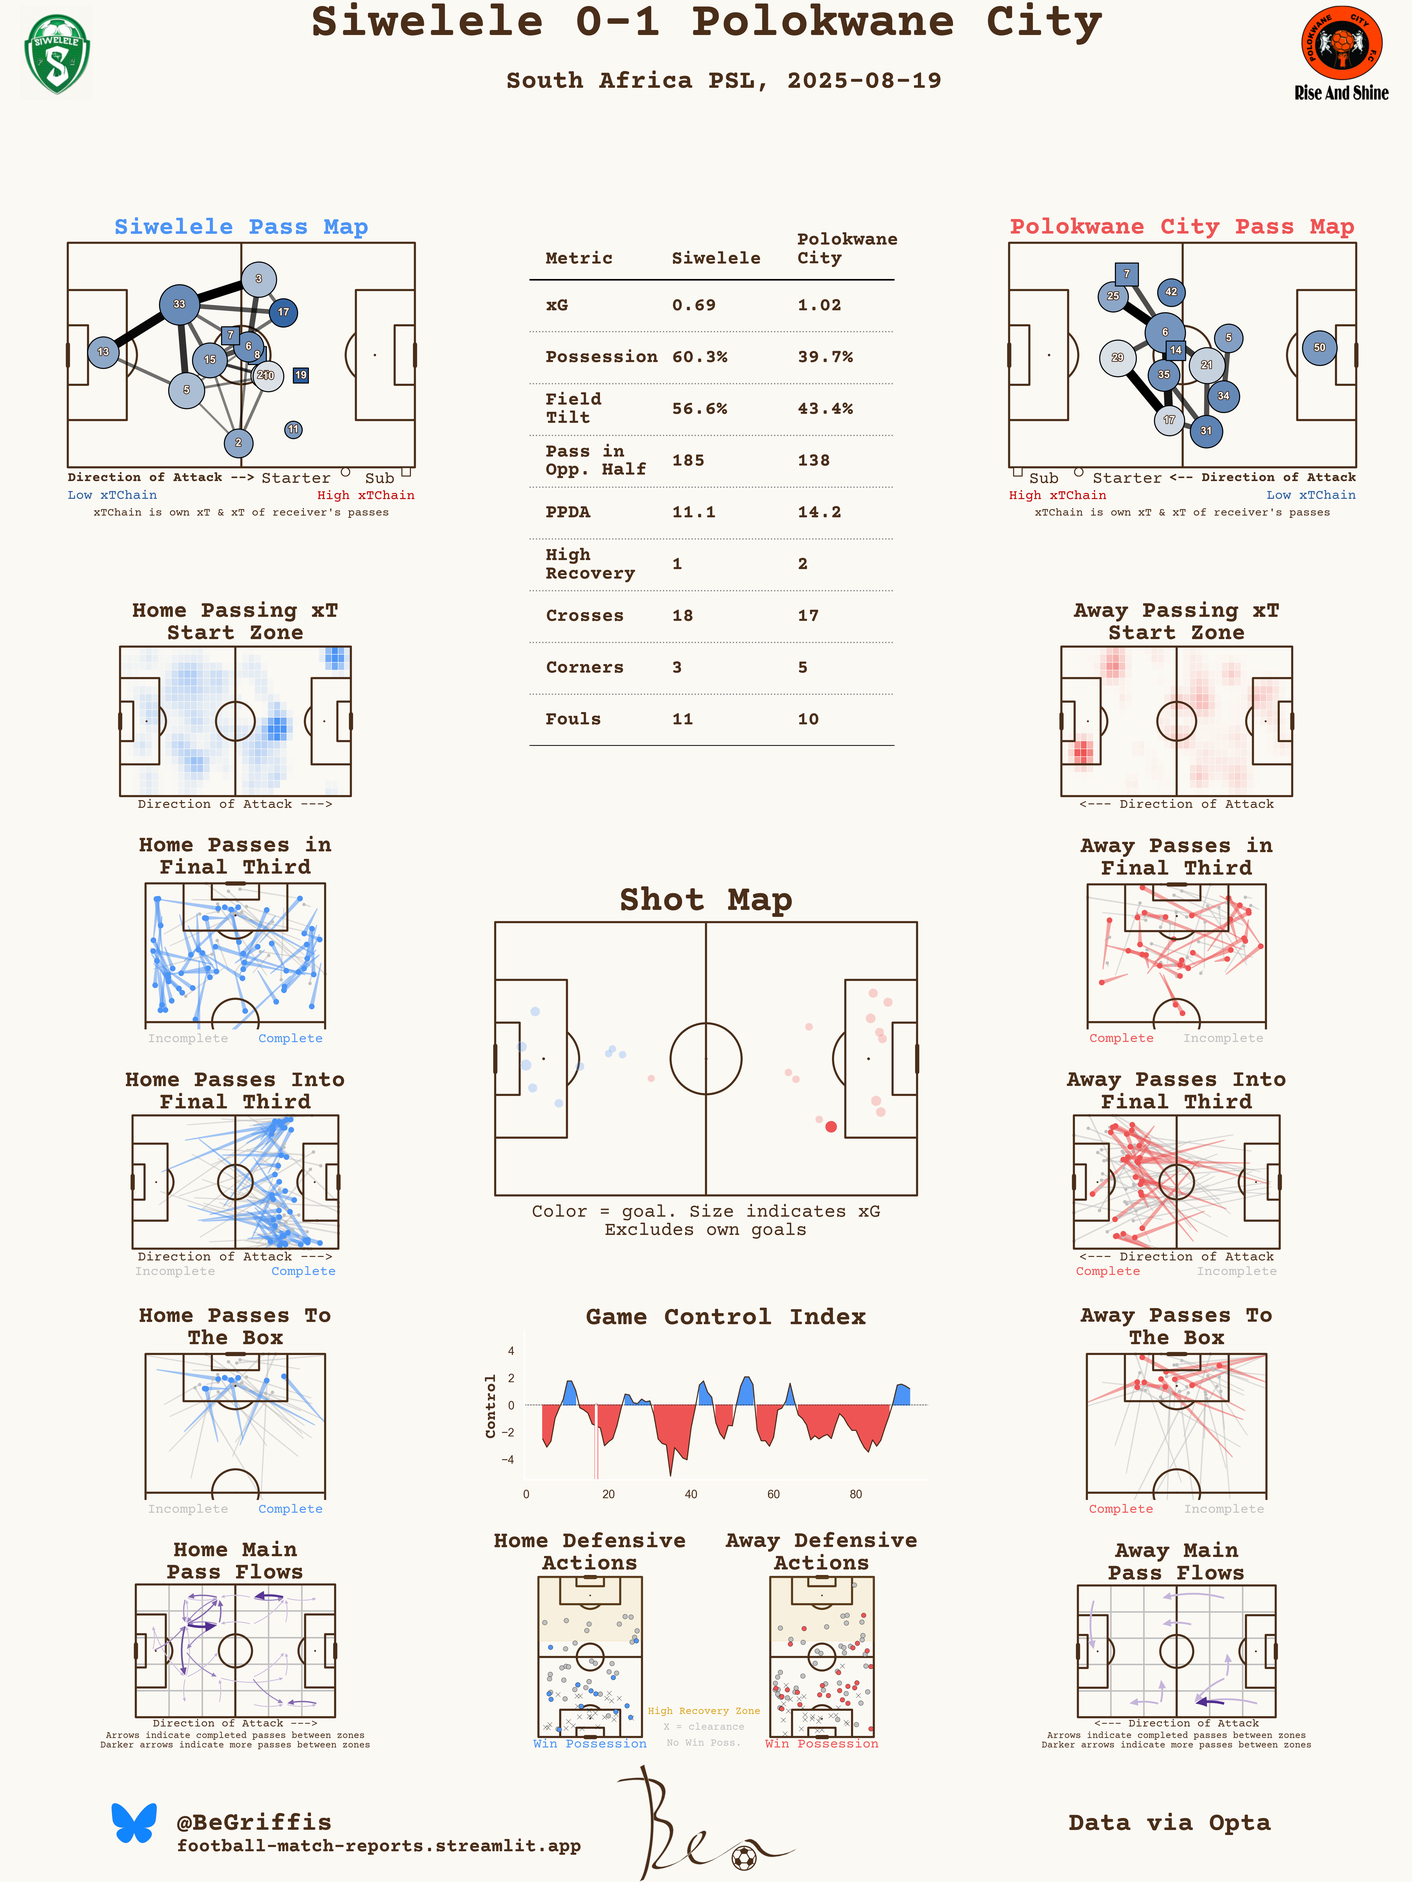 Siwelele 0-1 Polokwane City
South Africa PSL, 2025-08-19
SIWELELE
S
POLOKWANE CITY F.C
Rise And Shine
Siwelele Pass Map
3
33
17
13
7
6
8
15
10
19
5
11
2
Direction of Attack --> Starter Sub
Low xTChain High xTChain
xTChain is own xT & xT of receiver's passes
Metric Siwelele Polokwane City
xG 0.69 1.02
Possession 60.3% 39.7%
Field Tilt 56.6% 43.4%
Pass in Opp. Half 185 138
PPDA 11.1 14.2
High Recovery 1 2
Crosses 18 17
Corners 3 5
Fouls 11 10
Polokwane City Pass Map
7
25
42
6
5
50
29
14
21
35
34
17
31
Sub Starter <-- Direction of Attack
High xTChain Low xTChain
xTChain is own xT & xT of receiver's passes
Home Passing xT
Start Zone
Direction of Attack --->
Away Passing xT
Start Zone
<--- Direction of Attack
Home Passes in
Final Third
Incomplete Complete
Away Passes in
Final Third
Complete Incomplete
Shot Map
Color = goal. Size indicates xG
Excludes own goals
Home Passes Into
Final Third
Direction of Attack --->
Incomplete Complete
Away Passes Into
Final Third
<--- Direction of Attack
Complete Incomplete
Home Passes To
The Box
Incomplete Complete
Game Control Index
Control
4
2
0
−2
−4
0 20 40 60 80
Away Passes To
The Box
Complete Incomplete
Home Main
Pass Flows
Direction of Attack --->
Arrows indicate completed passes between zones
Darker arrows indicate more passes between zones
Home Defensive
Actions
Win Possession
High Recovery Zone
X = clearance
No Win Poss.
Away Defensive
Actions
Win Possession
Away Main
Pass Flows
<--- Direction of Attack
Arrows indicate completed passes between zones
Darker arrows indicate more passes between zones
@BeGriffis
football-match-reports.streamlit.app
Ben
Data via Opta